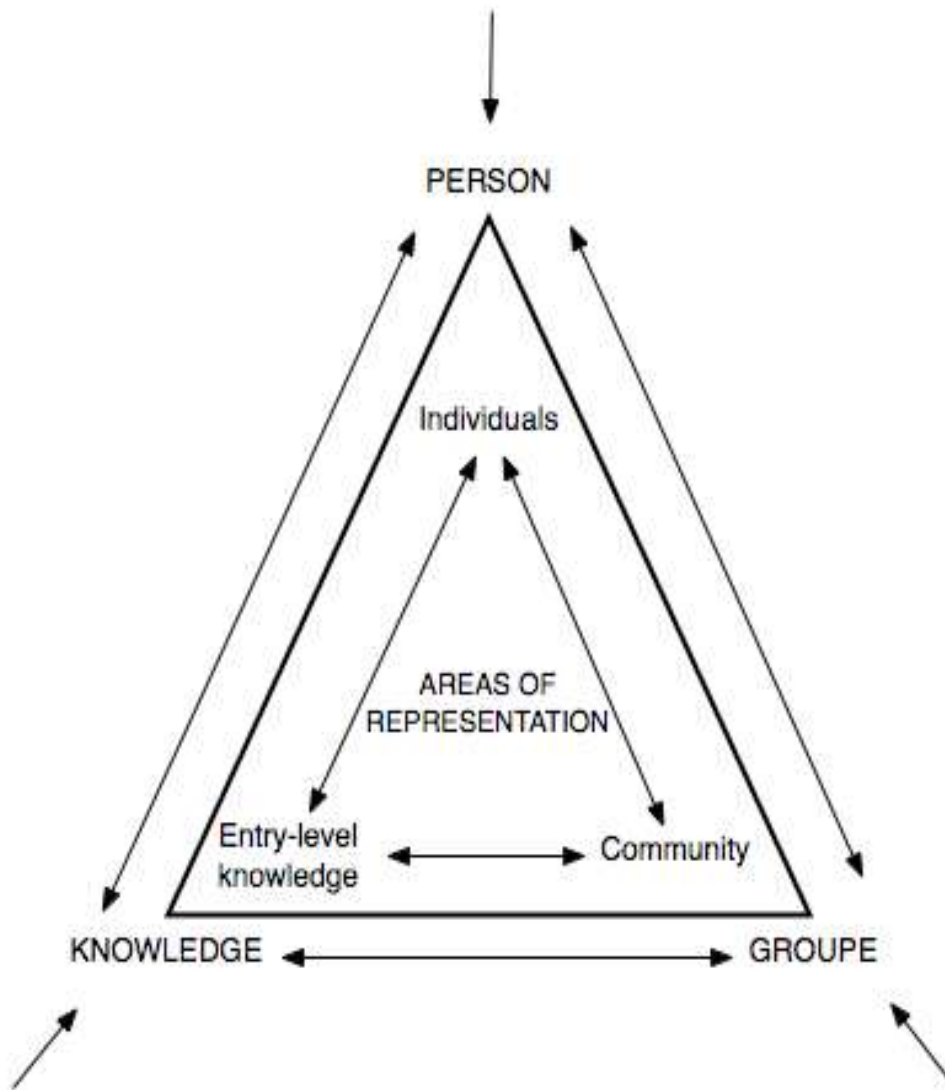 PERSON
Individuals
AREAS OF
REPRESENTATION
Entry-level
knowledge
Community
KNOWLEDGE
GROUPE